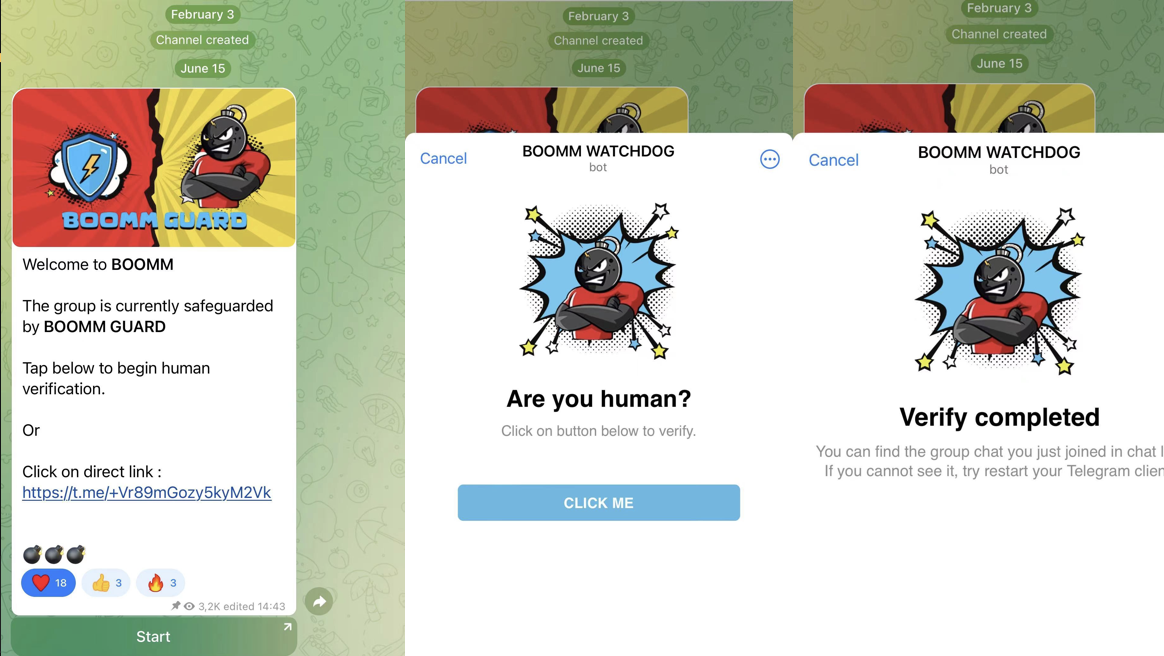 February 3
Channel created
June 15
BOOMM GUARD
Welcome to BOOMM
The group is currently safeguarded
by BOOMM GUARD
Tap below to begin human
verification.
Or
Click on direct link :
https://t.me/+Vr89mGozy5kyM2Vk
18
3
3
3,2K edited 14:43
Start
February 3
Channel created
June 15
Cancel
BOOMM WATCHDOG
bot
Are you human?
Click on button below to verify.
CLICK ME
February 3
Channel created
June 15
Cancel
BOOMM WATCHDOG
bot
Verify completed
You can find the group chat you just joined in chat
If you cannot see it, try restart your Telegram